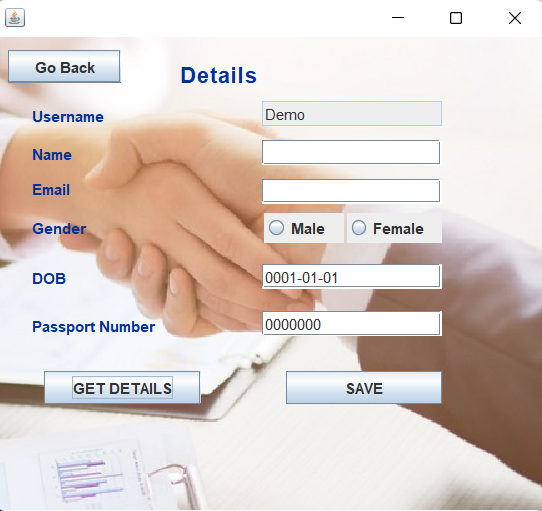 Go Back
Details
Username Demo
Name
Email
Gender Male Female
DOB 0001-01-01
Passport Number 0000000
GET DETAILS SAVE